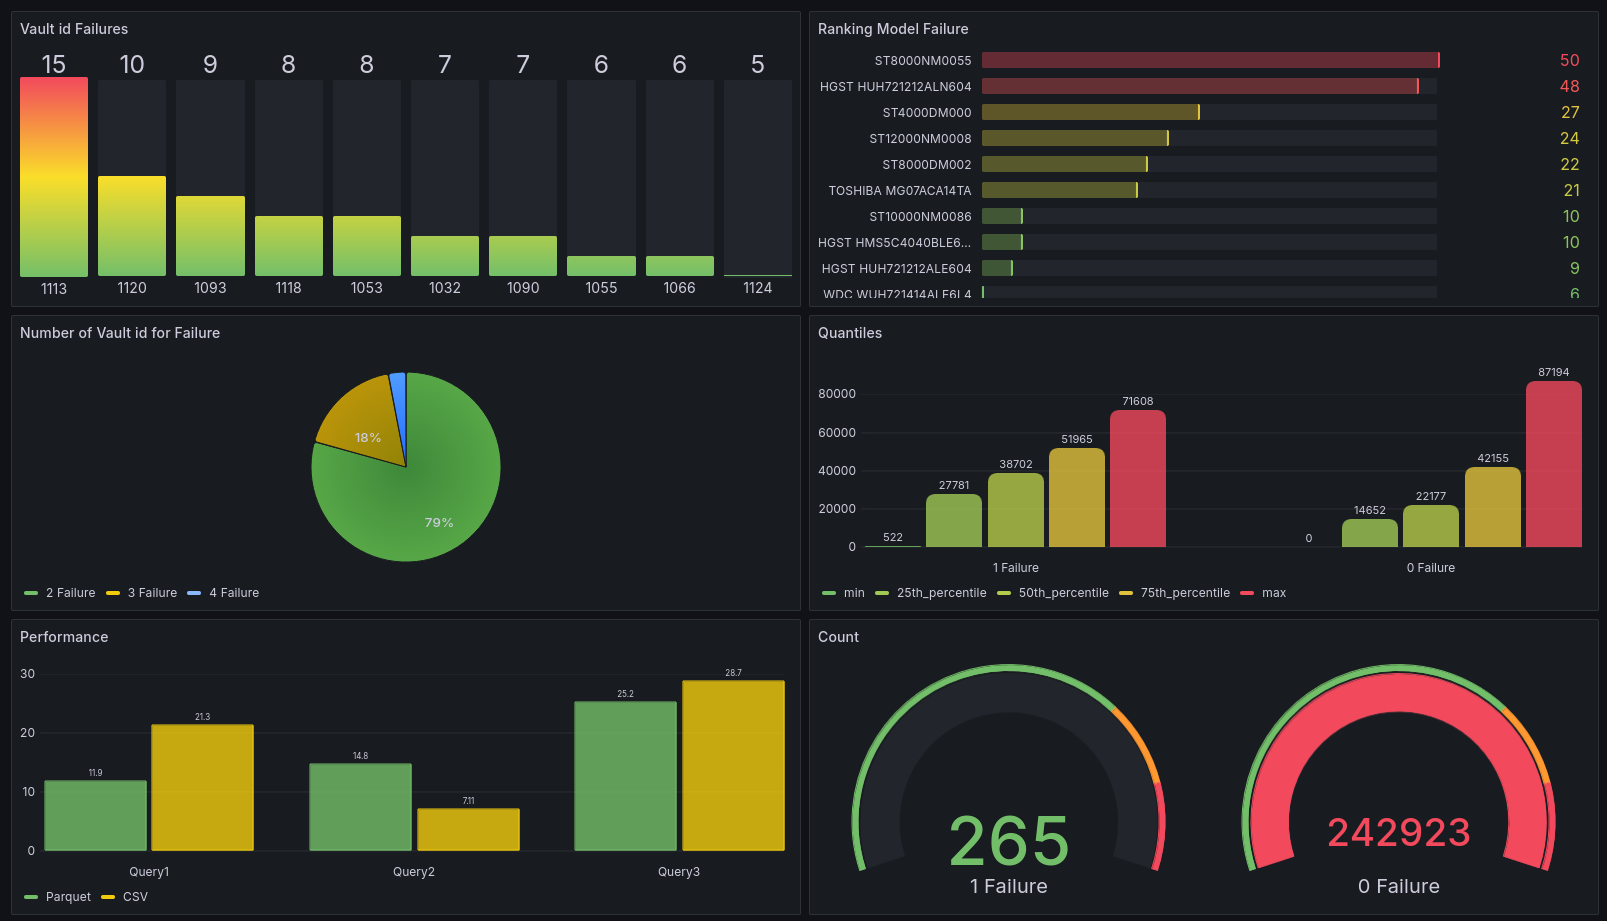 Vault id Failures
15 10 9 8 8 7 7 6 6 5
1113 1120 1093 1118 1053 1032 1090 1055 1066 1124
Ranking Model Failure
ST8000NM0055 50
HGST HUH721212ALN604 48
ST4000DM000 27
ST12000NM0008 24
ST8000DM002 22
TOSHIBA MG07ACA14TA 21
ST10000NM0086 10
HGST HMS5C4040BLE6... 10
HGST HUH721212ALE604 9
WDC WUH721414ALE6L4 6
Number of Vault id for Failure
18%
79%
2 Failure 3 Failure 4 Failure
Quantiles
80000
60000
40000
20000
0
522 27781 38702 51965 71608
0 14652 22177 42155 87194
1 Failure 0 Failure
min 25th_percentile 50th_percentile 75th_percentile max
Performance
30
20
10
0
11.9 21.3 14.8 7.11 25.2 28.7
Query1 Query2 Query3
Parquet CSV
Count
265
1 Failure
242923
0 Failure